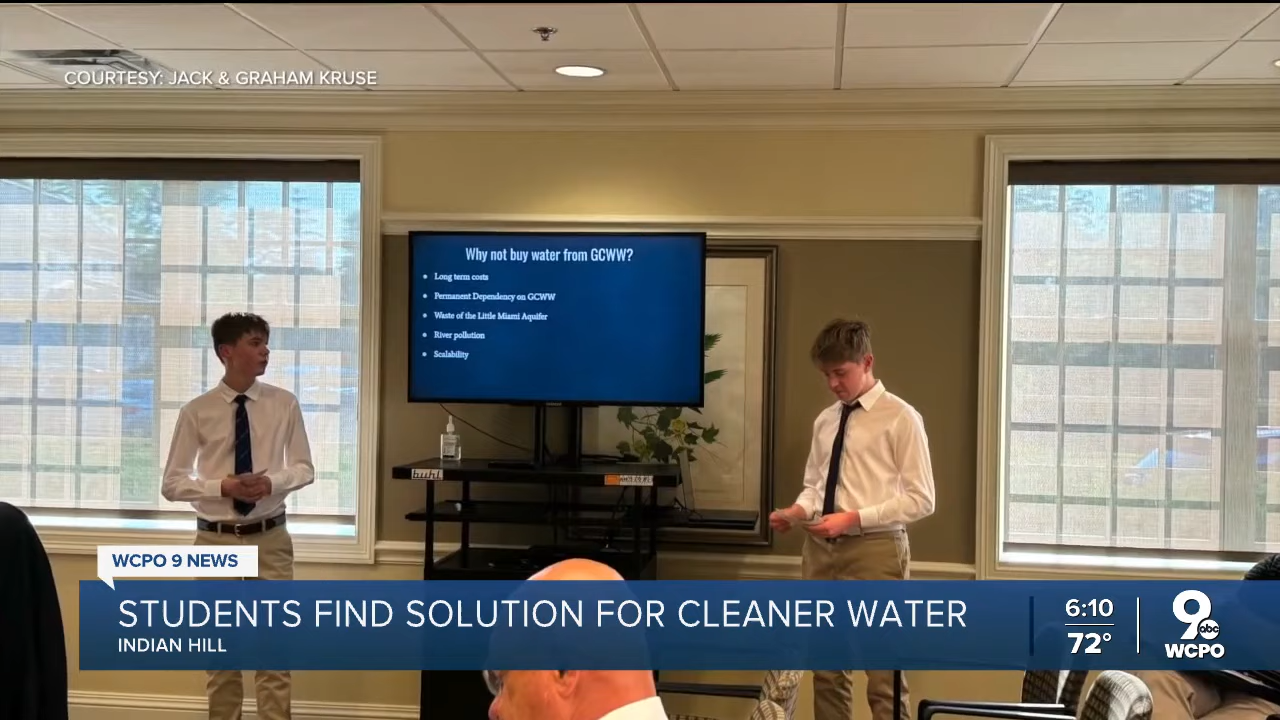 COURTESY: JACK & GRAHAM KRUSE
Why not buy water from GCWW?
• Long term costs
• Permanent Dependency on GCWW
• Waste of the Little Miami Aquifer
• River pollution
• Scalability
buhl
WCPO 9 NEWS
STUDENTS FIND SOLUTION FOR CLEANER WATER
INDIAN HILL
6:10
72°
9
abc
WCPO